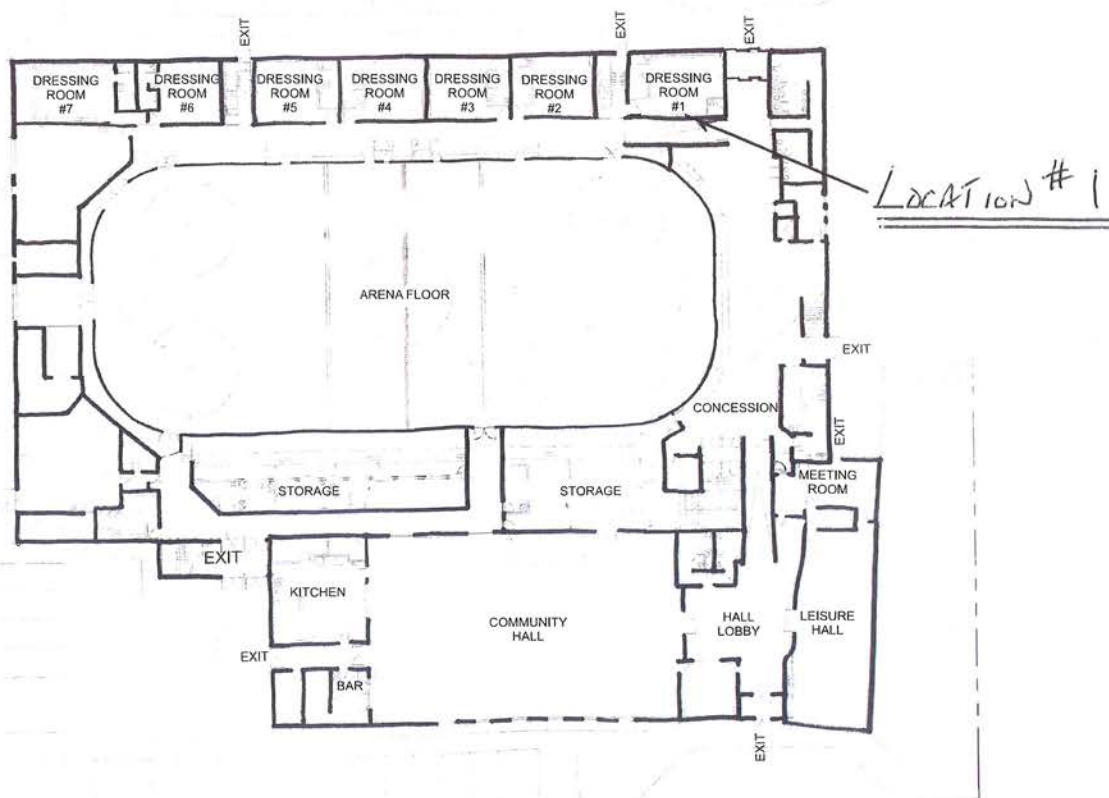 EXIT
EXIT
EXIT
DRESSING
ROOM
#7
DRESSING
ROOM
#6
DRESSING
ROOM
#5
DRESSING
ROOM
#4
DRESSING
ROOM
#3
DRESSING
ROOM
#2
DRESSING
ROOM
#1
LOCATION #1
ARENA FLOOR
EXIT
CONCESSION
EXIT
MEETING
ROOM
STORAGE
STORAGE
EXIT
KITCHEN
COMMUNITY
HALL
HALL
LOBBY
LEISURE
HALL
EXIT
BAR
EXIT